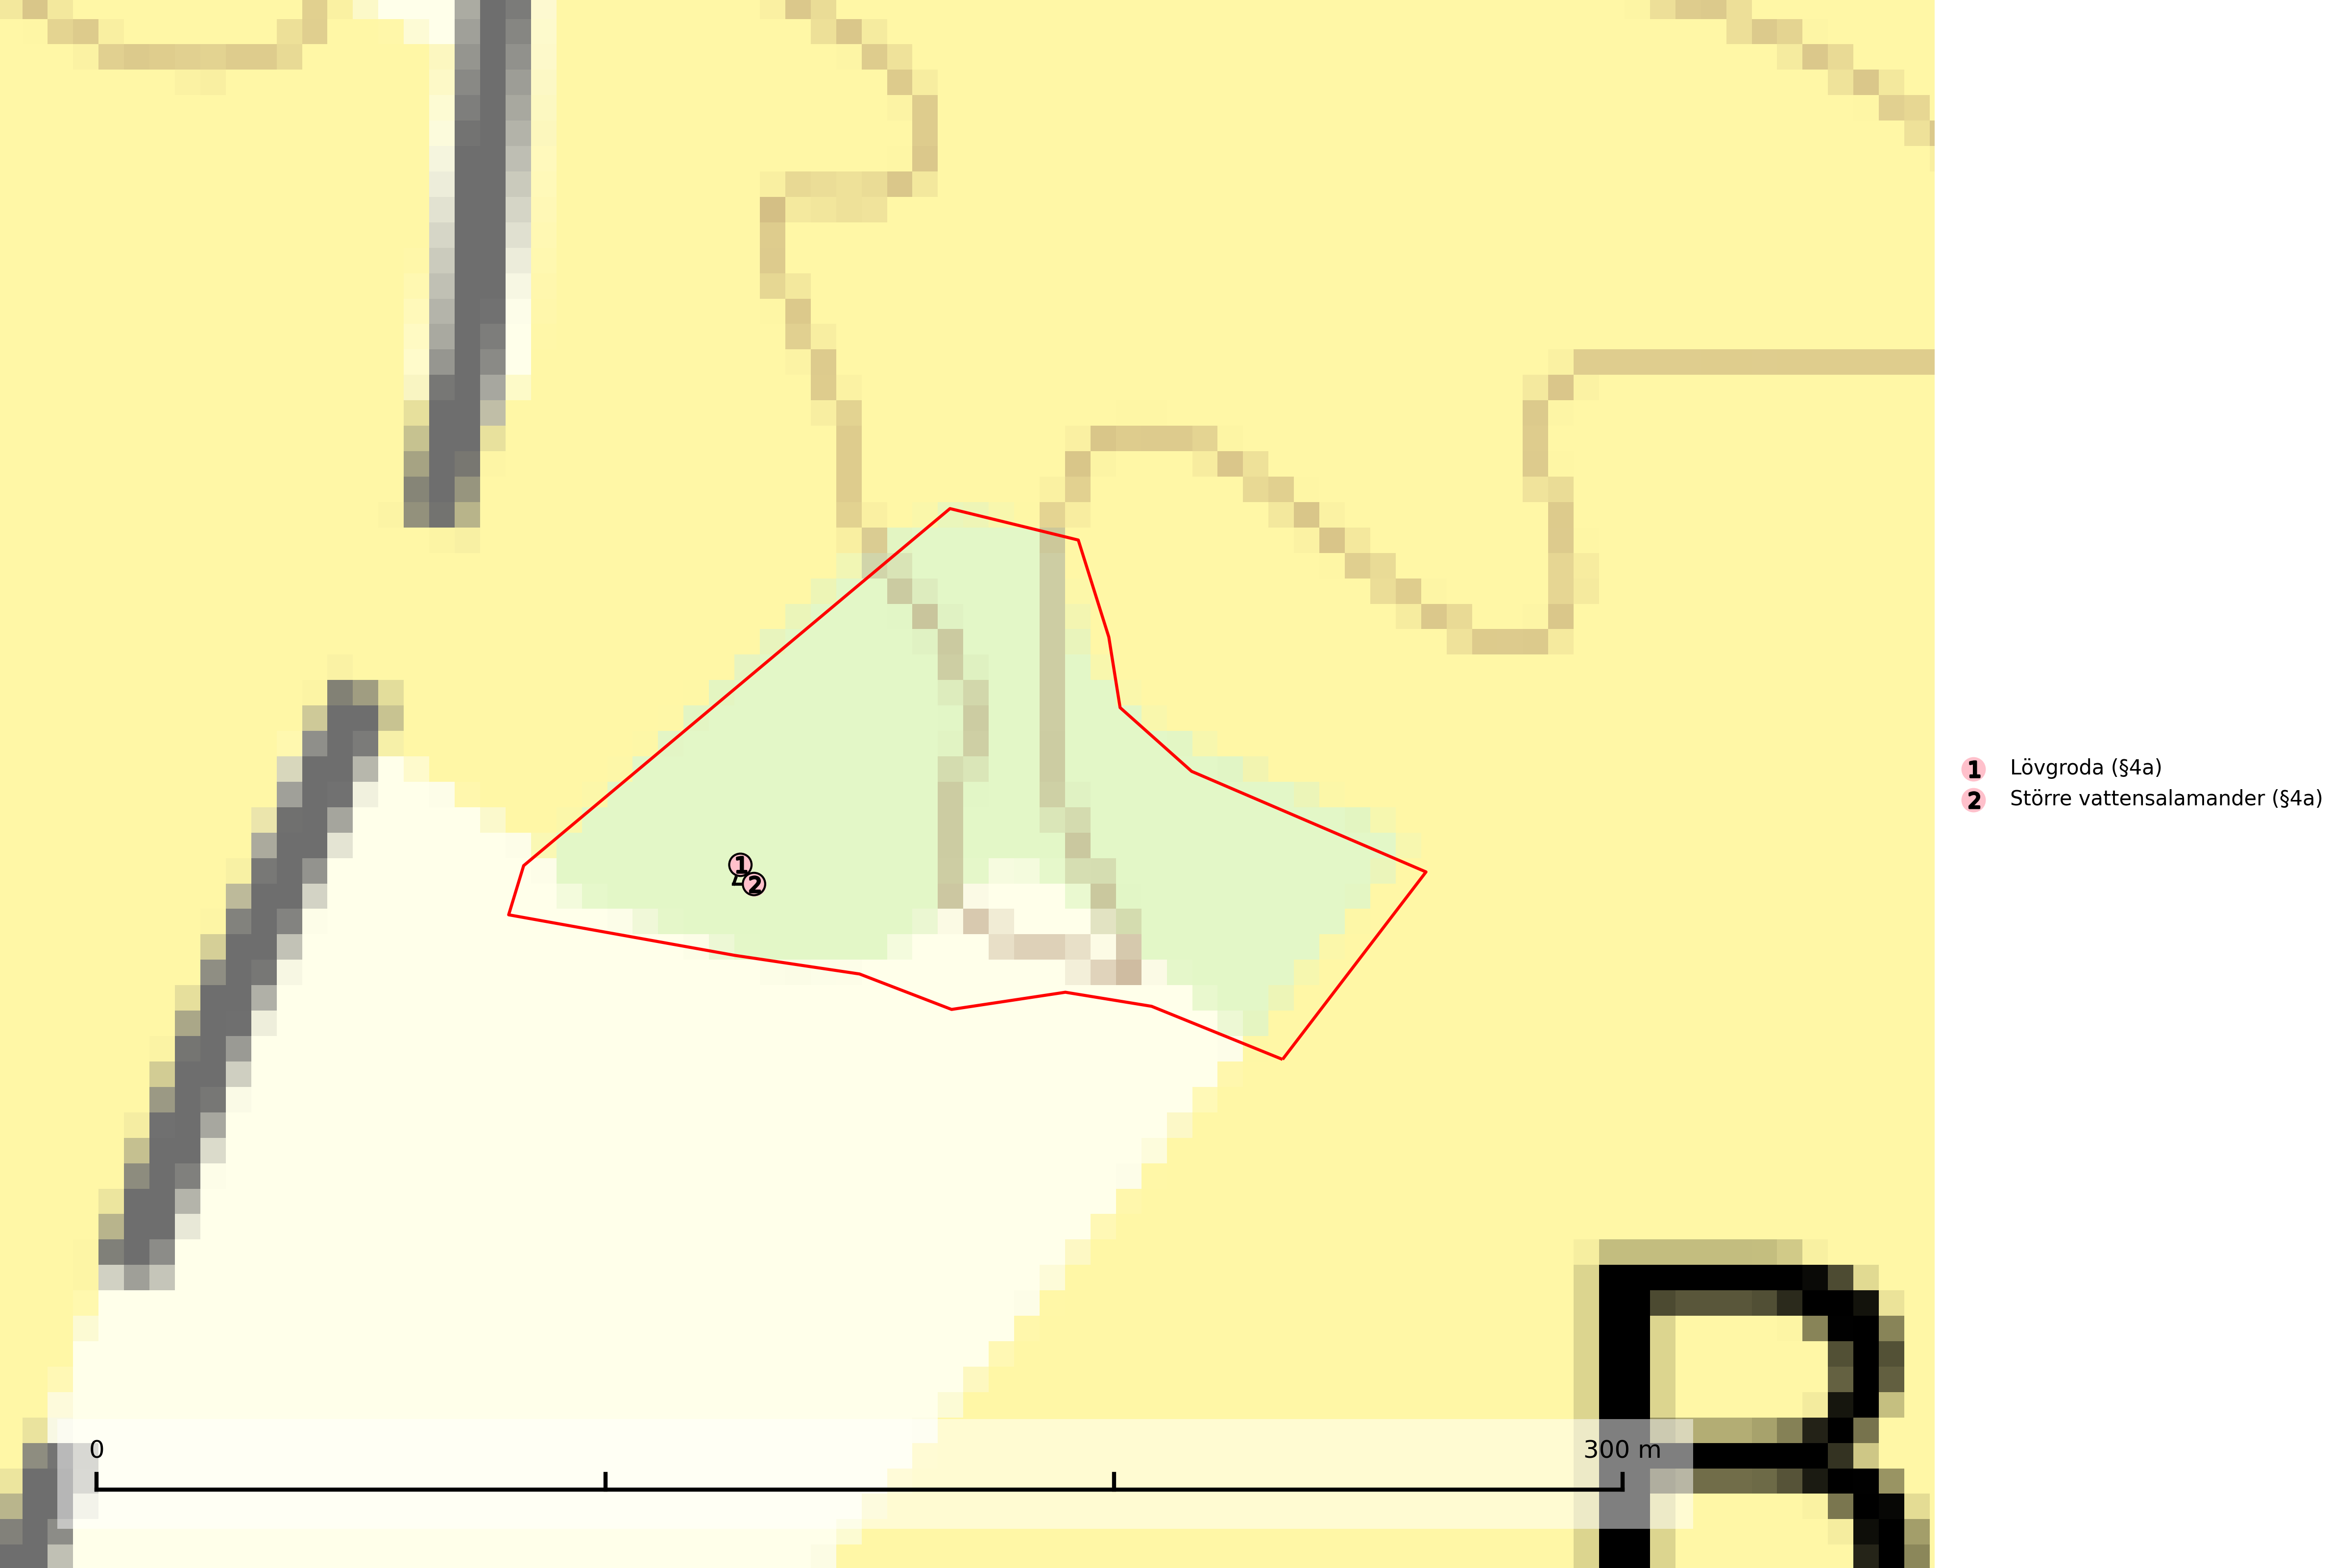 1 Lövgroda (§4a)
2 Större vattensalamander (§4a)
1
2
R
0 300 m